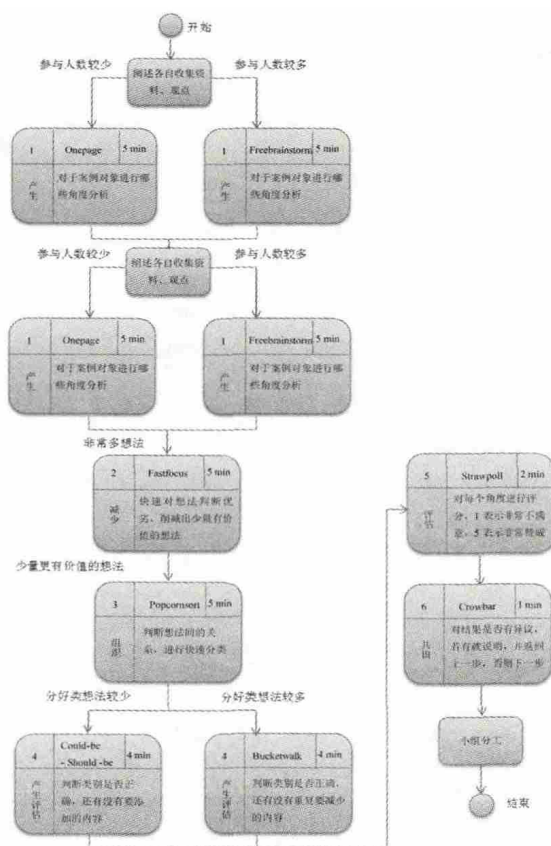 开始
参与人数较少
参与人数较多
阐述各自收集资
料、观点
1 Onepage 5 min
产生
对于案例对象进行哪
些角度分析
1 Freebrainstorm 5 min
产生
对于案例对象进行哪
些角度分析
参与人数较少
参与人数较多
阐述各自收集资
料、观点
1 Onepage 5 min
产生
对于案例对象进行哪
些角度分析
1 Freebrainstorm 5 min
产生
对于案例对象进行哪
些角度分析
非常多想法
2 Fastfocus 5 min
减少
快速对想法判断优
劣，削减出少量有价
值的想法
少量更有价值的想法
3 Popcornsort 5 min
组织
判断想法间的关
系，进行快速分类
分好类想法较少
分好类想法较多
4 Could-be
- Should -be 4 min
产生评估
判断类别是否正
确，还有没有要添
加的内容
4 Bucketwalk 4 min
产生评估
判断类别是否正确，
还有没有重复要减少
的内容
5 Strawpoll 2 min
评估
对每个角度进行评
分，1 表示非常不满
意，5 表示非常赞成
6 Crowbar 1 min
共识
对结果是否有异议，
若有被说明，并返回
上一步，否则下一步
小组分工
结束